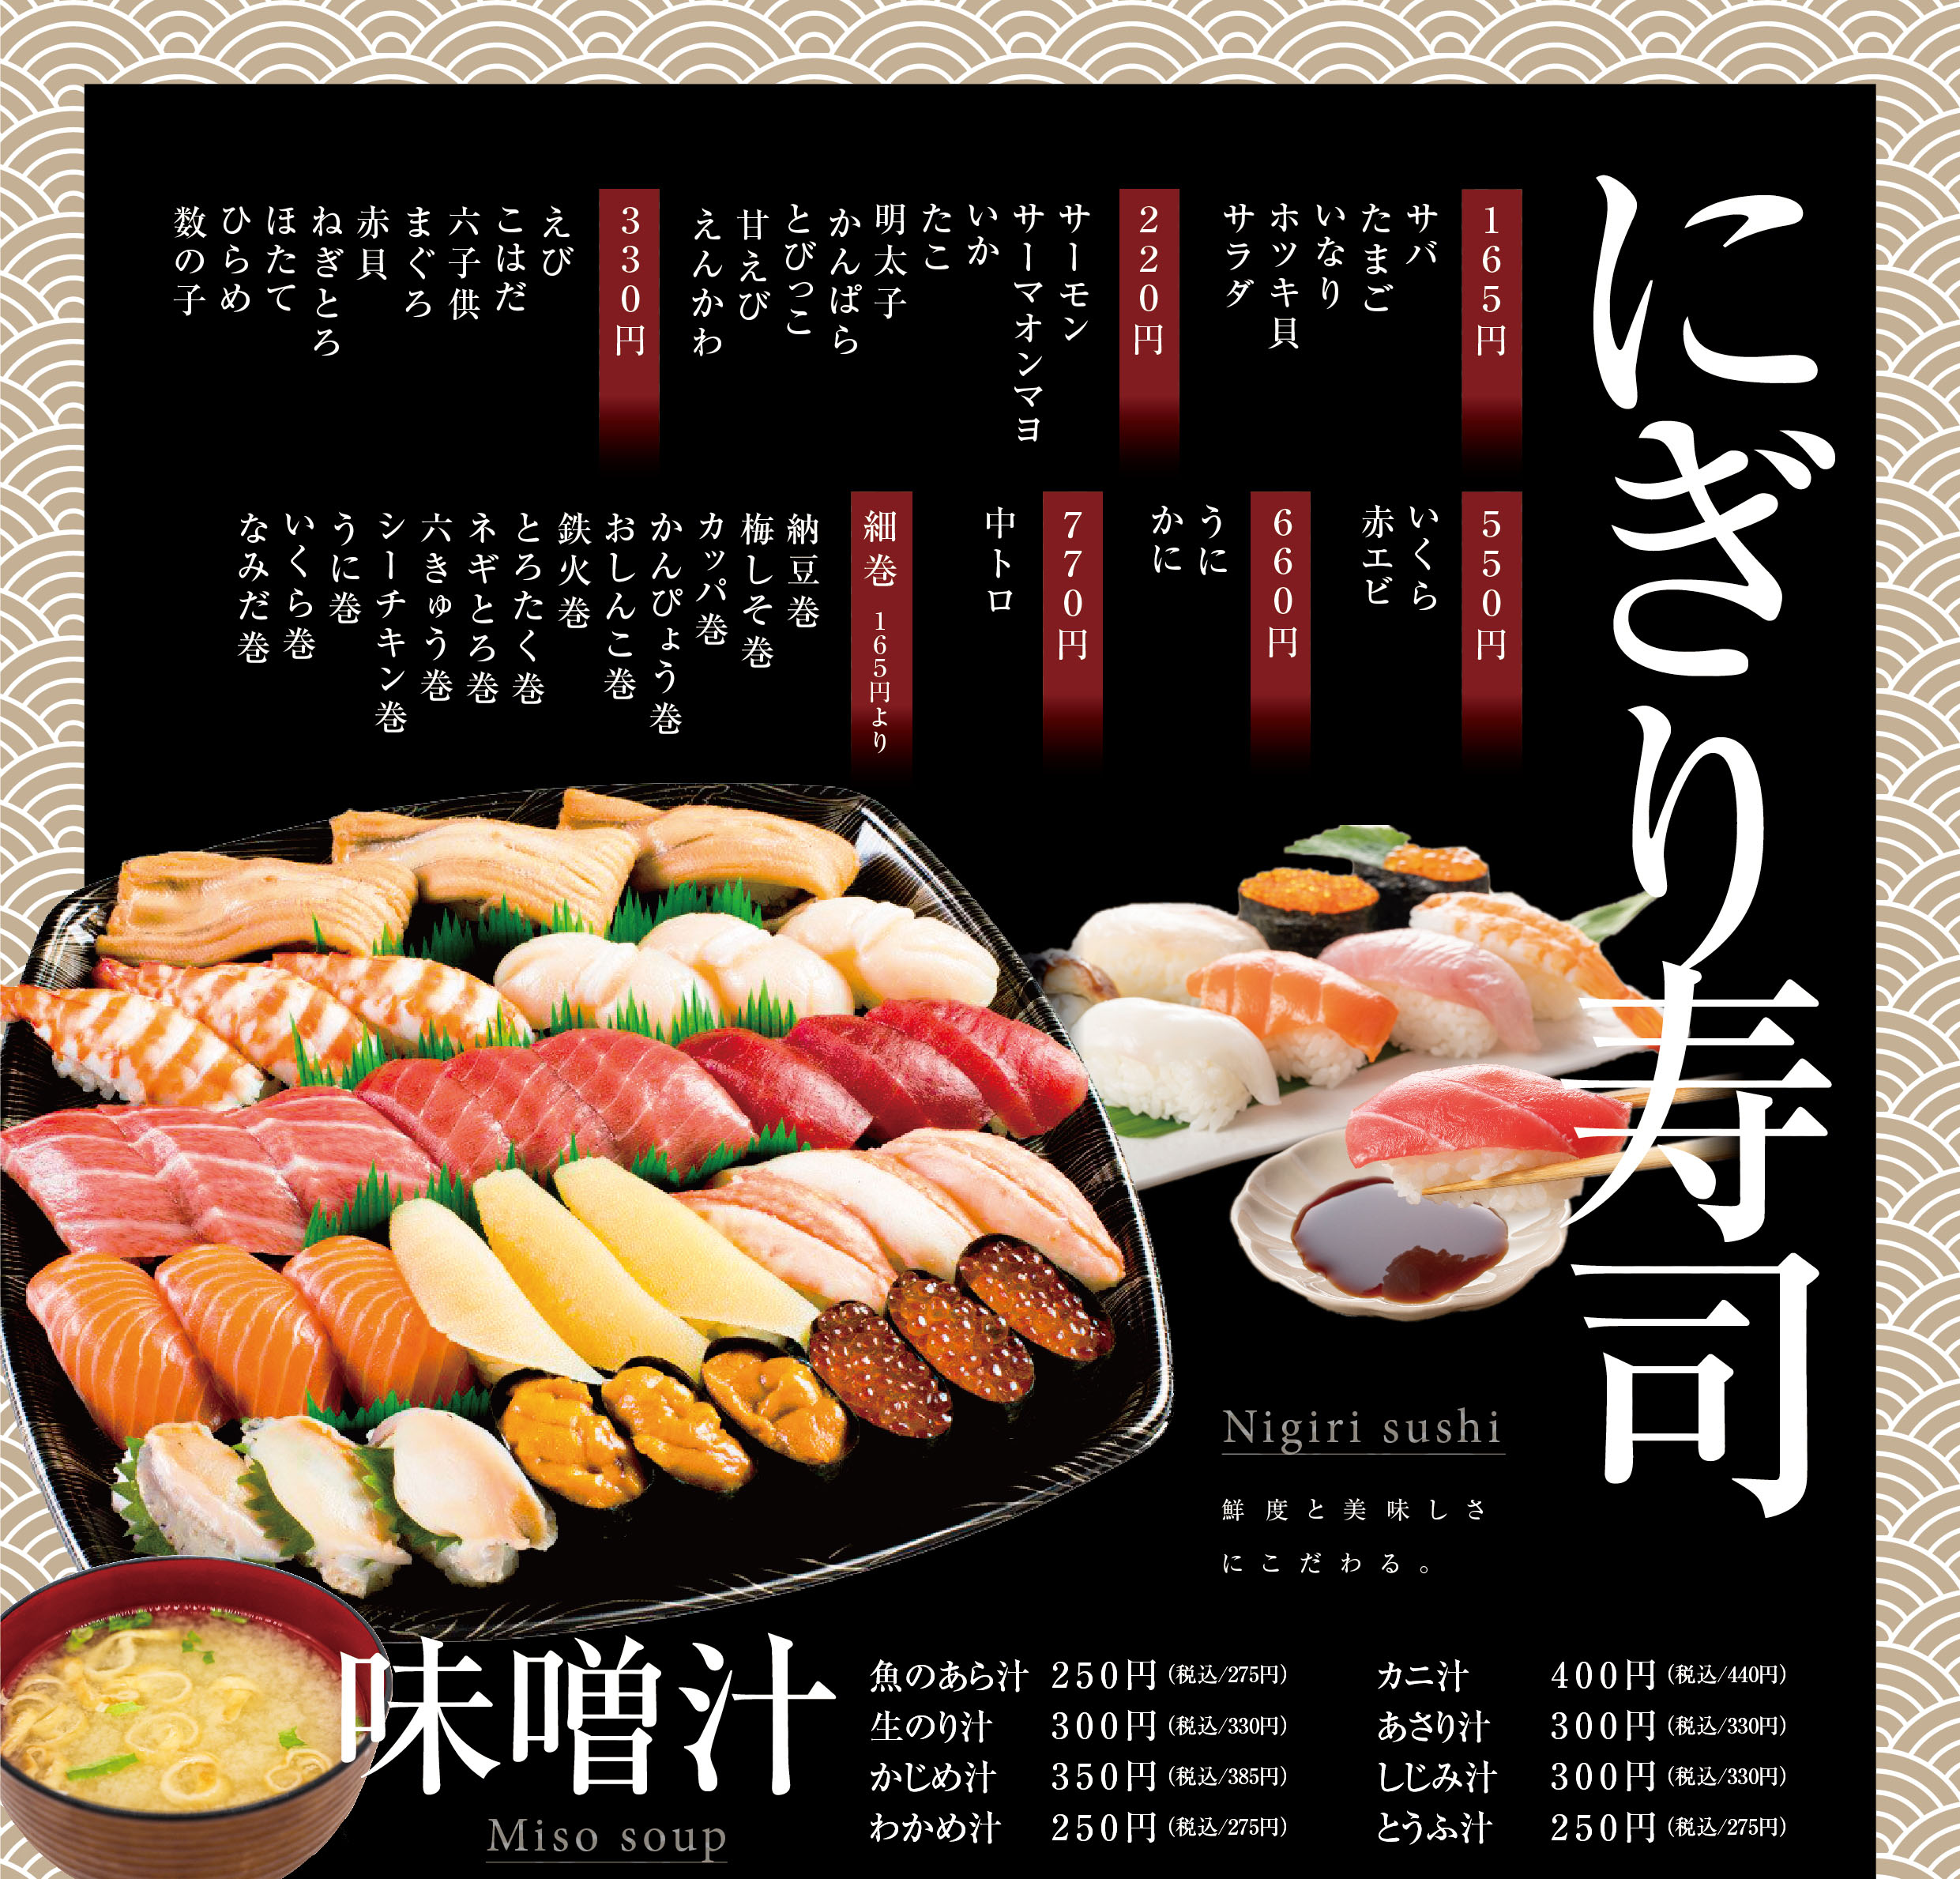 にぎり寿司
165円
サバ
たまご
いなり
ホツキ貝
サラダ
220円
サーモン
サーマオンマヨ
いか
たこ
明太子
かんぱら
とびっこ
甘えび
えんかわ
330円
えび
こはだ
六子供
まぐろ
赤貝
ねぎとろ
ほたて
ひらめ
数の子
550円
いくら
赤エビ
660円
うに
かに
770円
中トロ
細巻 165円より
納豆巻
梅しそ巻
カッパ巻
かんぴょう巻
おしんこ巻
鉄火巻
とろたく巻
ネギとろ巻
六きゅう巻
シーチキン巻
うに巻
いくら巻
なみだ巻
Nigiri sushi
鮮度と美味しさ
にこだわる。
味噌汁
Miso soup
魚のあら汁 250円（税込/275円）
生のり汁 300円（税込/330円）
かじめ汁 350円（税込/385円）
わかめ汁 250円（税込/275円）
カニ汁 400円（税込/440円）
あさり汁 300円（税込/330円）
しじみ汁 300円（税込/330円）
とうふ汁 250円（税込/275円）